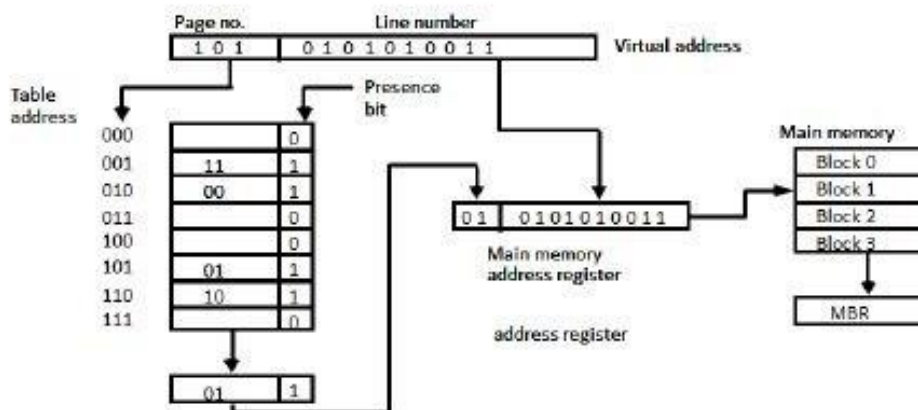 Page no. Line number
1 0 1 0 1 0 1 0 1 0 0 1 1 Virtual address
Table address
Presence bit
000 0
001 11 1
010 00 1
011 0
100 0
101 01 1
110 10 1
111 0
01 1
0 1 0 1 0 1 0 1 0 0 1 1
Main memory
address register
address register
Main memory
Block 0
Block 1
Block 2
Block 3
MBR